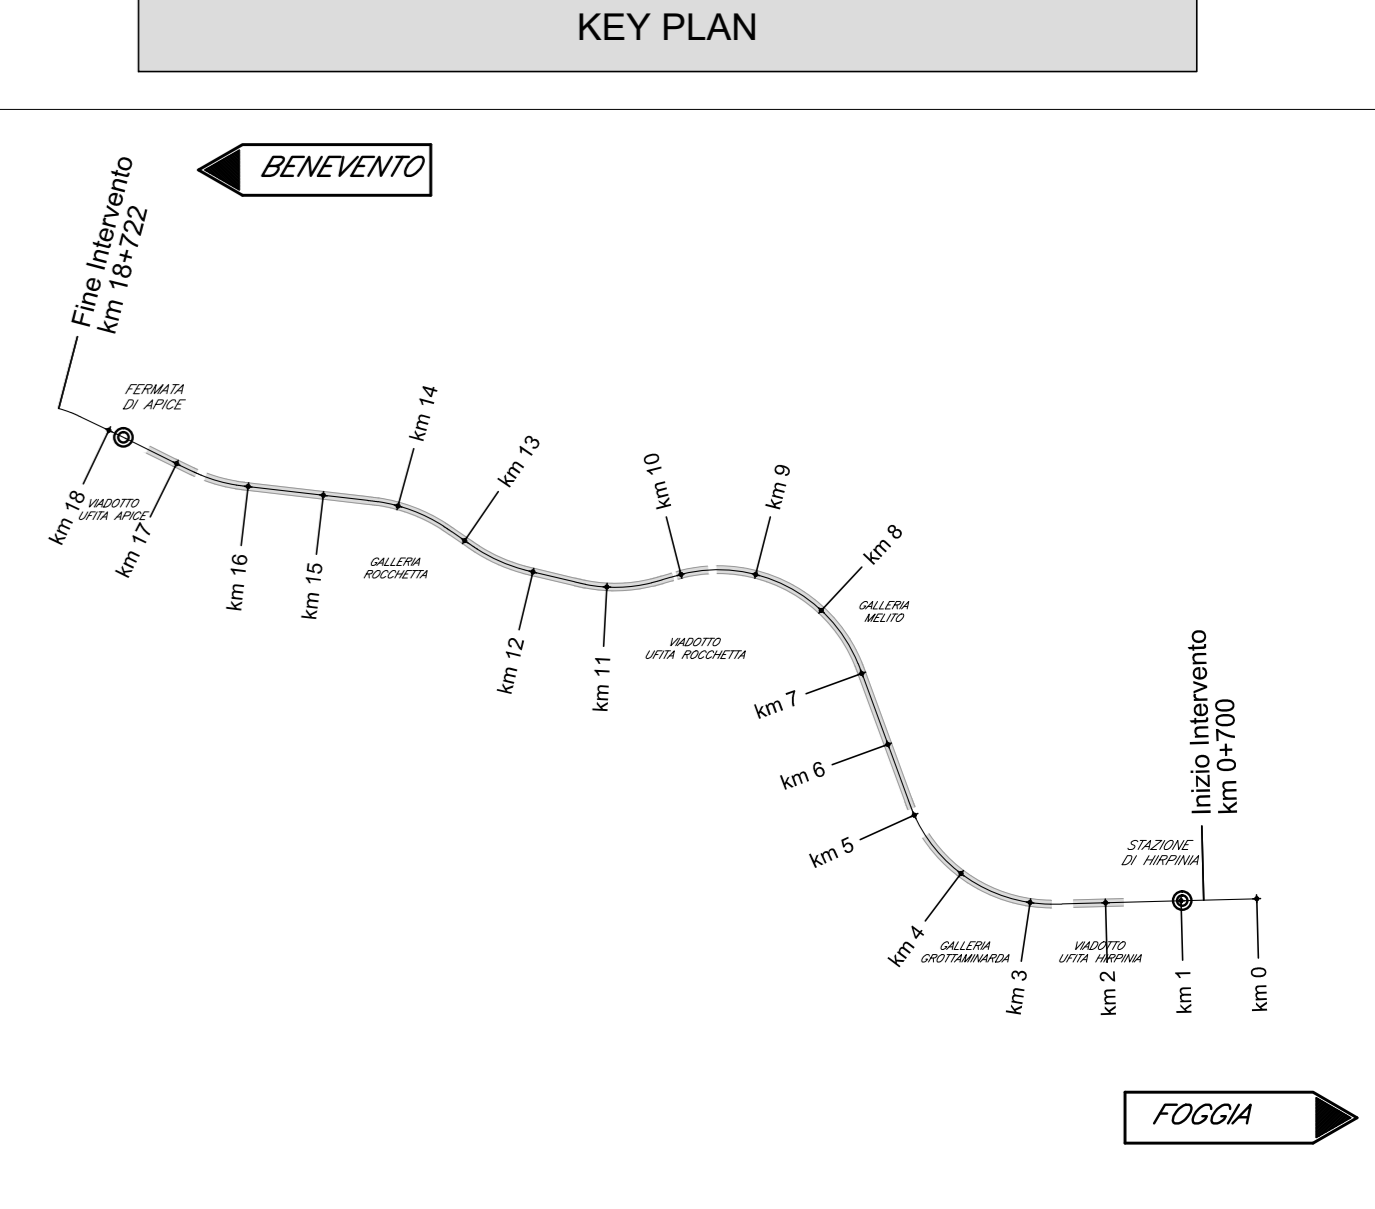 KEY PLAN
BENEVENTO
Fine Intervento
km 18+722
FERMATA
DI APICE
km 14
km 13
km 10
km 9
km 8
km 18
VIADOTTO
UFITA APICE
km 17
km 16
km 15
GALLERIA
ROCCHETTA
km 12
km 11
VIADOTTO
UFITA ROCCHETTA
GALLERIA
MELITO
km 7
km 6
km 5
Inizio Intervento
km 0+700
STAZIONE
DI HIRPINIA
km 4
GALLERIA
GROTTAMINARDA
km 3
VIADOTTO
UFITA HIRPINIA
km 2
km 1
km 0
FOGGIA